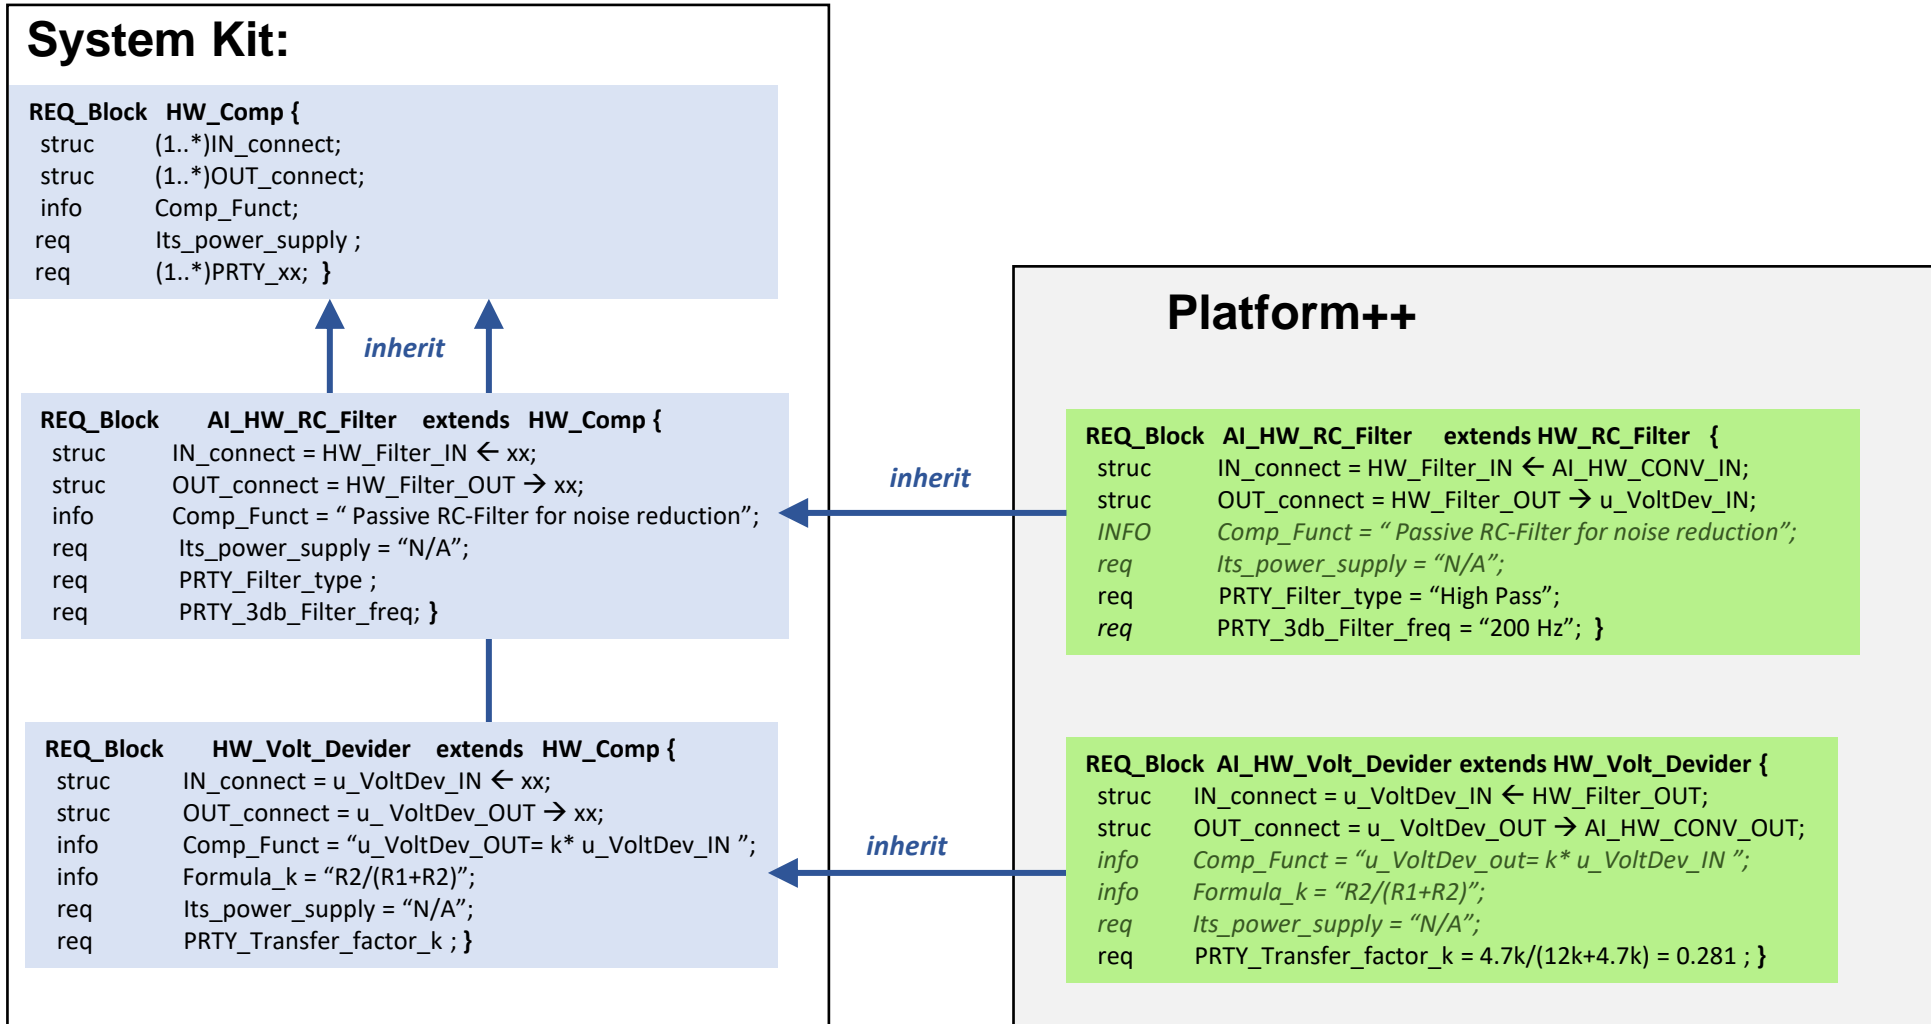 System Kit:
REQ_Block HW_Comp {
struc (1..*)IN_connect;
struc (1..*)OUT_connect;
info Comp_Funct;
req Its_power_supply ;
req (1..*)PRTY_xx; }
inherit
REQ_Block AI_HW_RC_Filter extends HW_Comp {
struc IN_connect = HW_Filter_IN ← xx;
struc OUT_connect = HW_Filter_OUT → xx;
info Comp_Funct = “ Passive RC-Filter for noise reduction”;
req Its_power_supply = “N/A”;
req PRTY_Filter_type ;
req PRTY_3db_Filter_freq; }
REQ_Block HW_Volt_Devider extends HW_Comp {
struc IN_connect = u_VoltDev_IN ← xx;
struc OUT_connect = u_ VoltDev_OUT → xx;
info Comp_Funct = “u_VoltDev_OUT= k* u_VoltDev_IN ”;
info Formula_k = “R2/(R1+R2)”;
req Its_power_supply = “N/A”;
req PRTY_Transfer_factor_k ; }
inherit
inherit
Platform++
REQ_Block AI_HW_RC_Filter extends HW_RC_Filter {
struc IN_connect = HW_Filter_IN ← AI_HW_CONV_IN;
struc OUT_connect = HW_Filter_OUT → u_VoltDev_IN;
INFO Comp_Funct = “ Passive RC-Filter for noise reduction”;
req Its_power_supply = “N/A”;
req PRTY_Filter_type = “High Pass”;
req PRTY_3db_Filter_freq = “200 Hz”; }
REQ_Block AI_HW_Volt_Devider extends HW_Volt_Devider {
struc IN_connect = u_VoltDev_IN ← HW_Filter_OUT;
struc OUT_connect = u_ VoltDev_OUT → AI_HW_CONV_OUT;
info Comp_Funct = “u_VoltDev_out= k* u_VoltDev_IN ”;
info Formula_k = “R2/(R1+R2)”;
req Its_power_supply = “N/A”;
req PRTY_Transfer_factor_k = 4.7k/(12k+4.7k) = 0.281 ; }